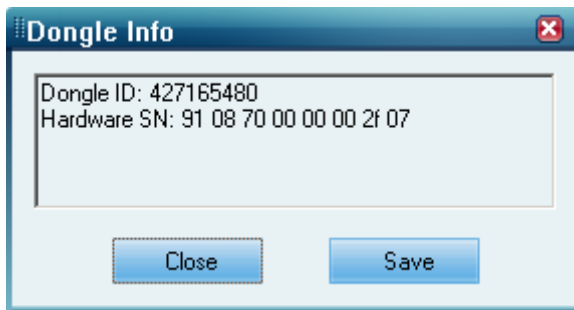 Dongle Info
Dongle ID: 427165480
Hardware SN: 91 08 70 00 00 00 2f 07
Close
Save